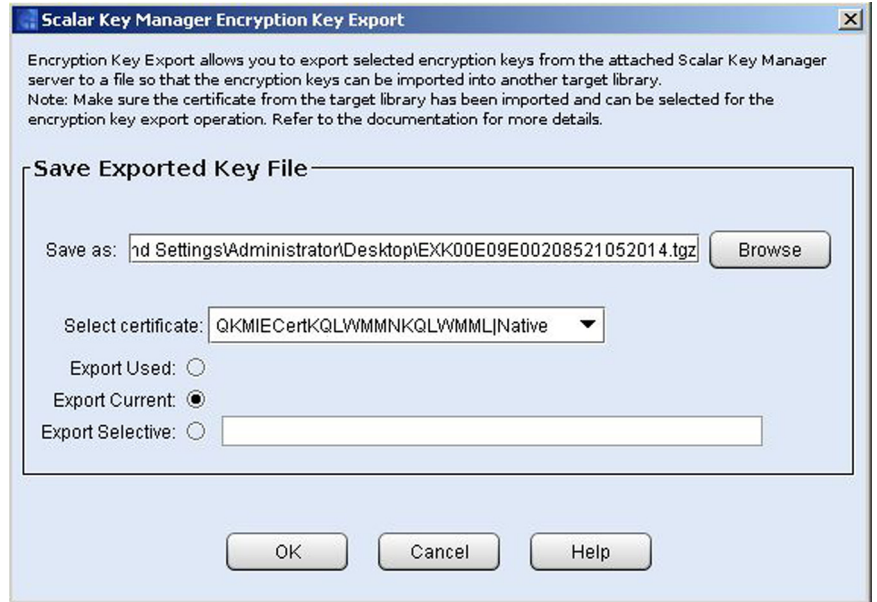 Scalar Key Manager Encryption Key Export
Encryption Key Export allows you to export selected encryption keys from the attached Scalar Key Manager
server to a file so that the encryption keys can be imported into another target library.
Note: Make sure the certificate from the target library has been imported and can be selected for the
encryption key export operation. Refer to the documentation for more details.
Save Exported Key File
Save as: nd Settings\Administrator\Desktop\EXK00E09E00208521052014.tgz Browse
Select certificate: QKMIECertKQLWMMNKQLWMML|Native
Export Used:
Export Current:
Export Selective:
OK Cancel Help